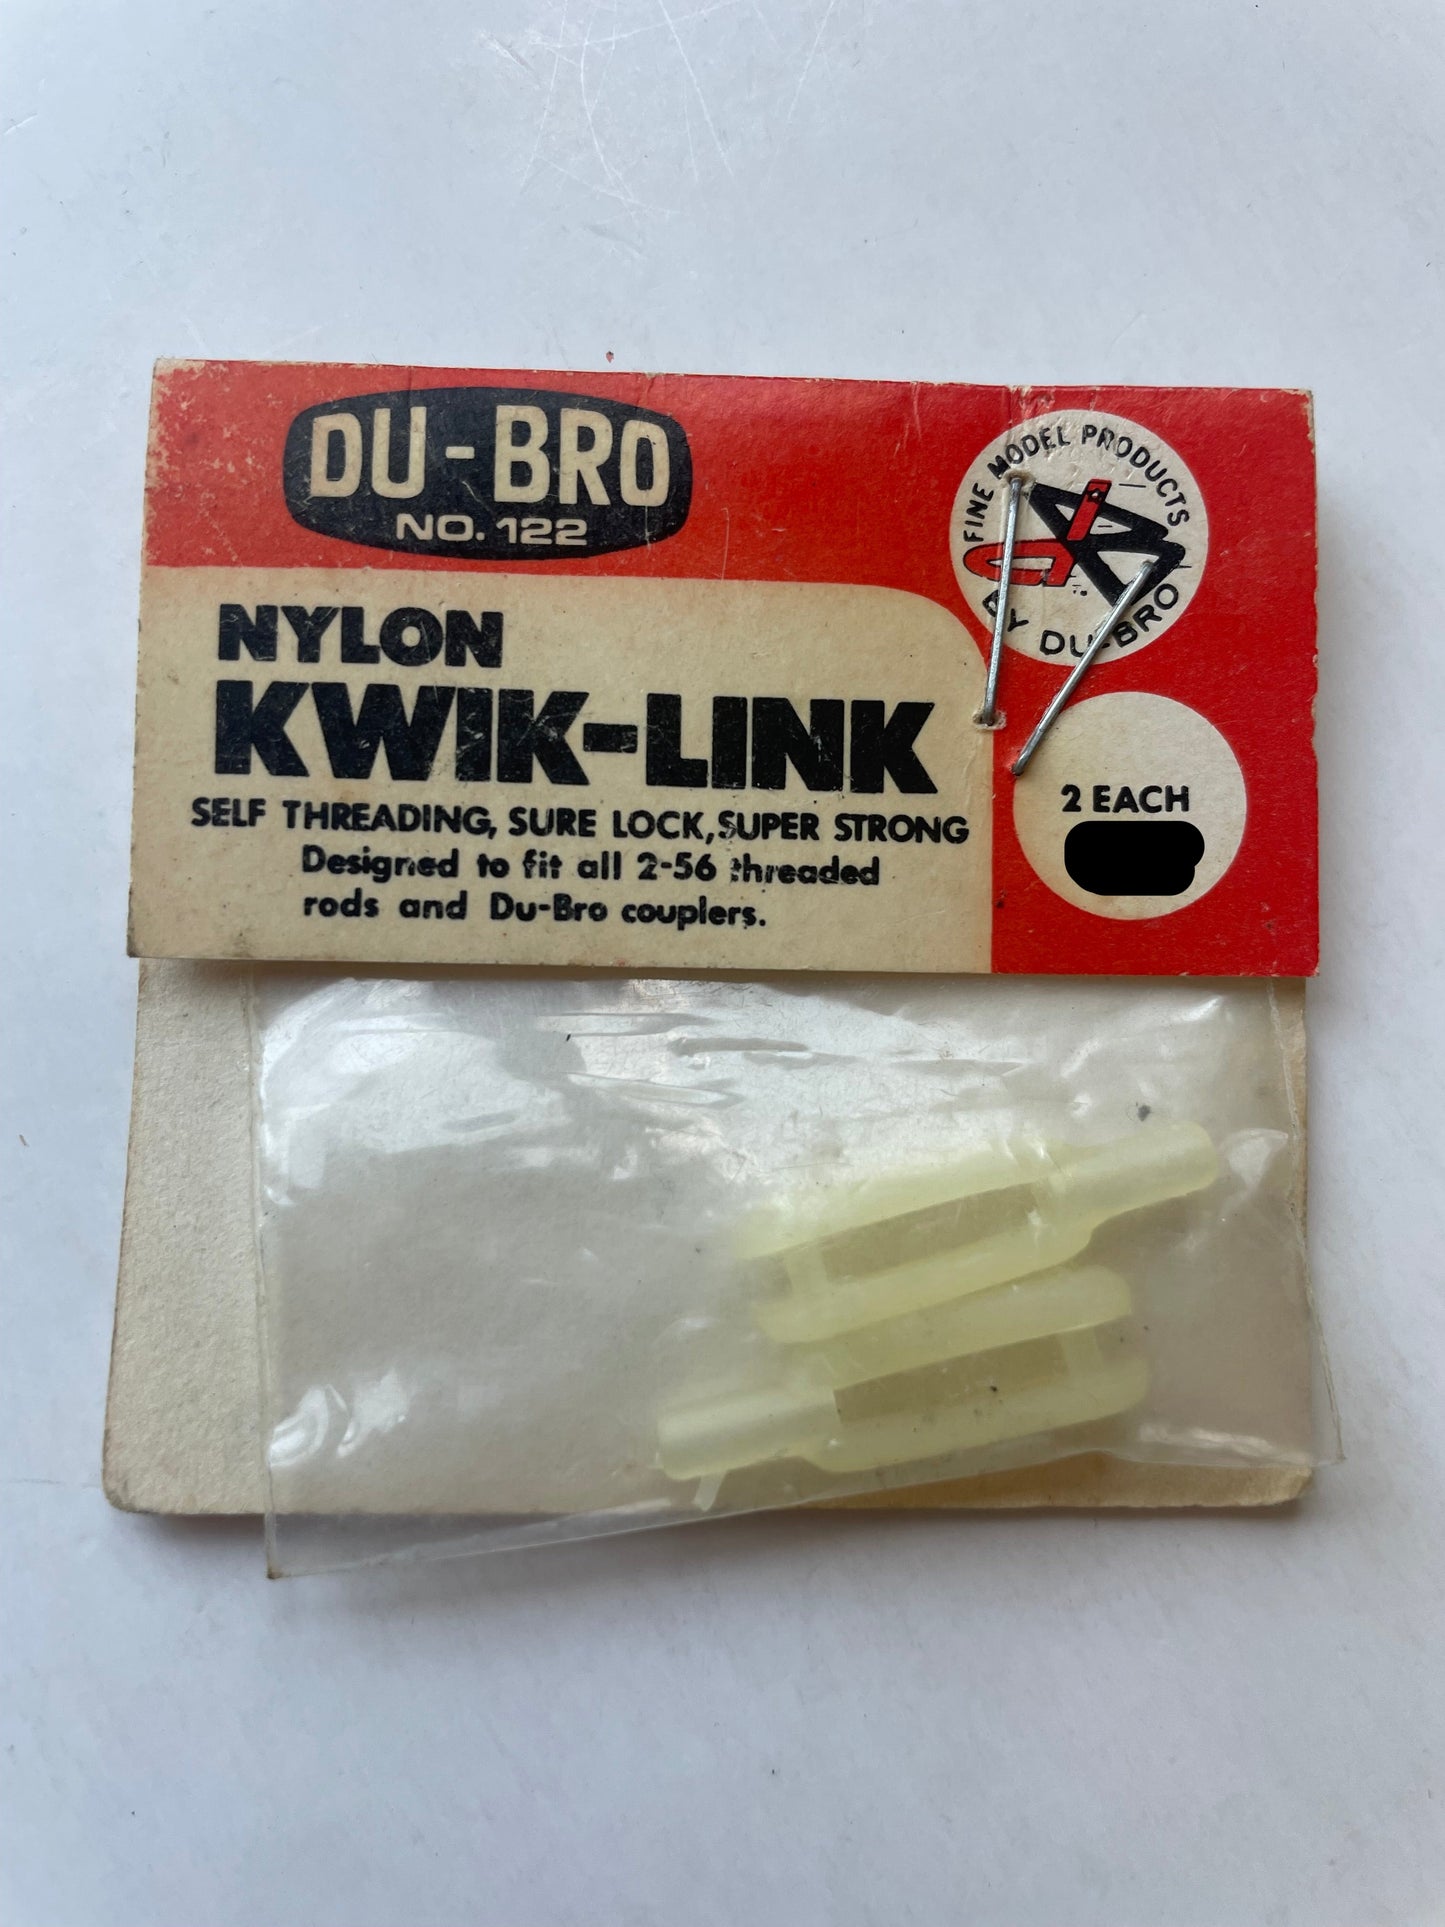 DU-BRO
NO. 122
FINE MODEL PRODUCTS
BY DU-BRO
NYLON
KWIK-LINK
SELF THREADING, SURE LOCK, SUPER STRONG
Designed to fit all 2-56 threaded
rods and Du-Bro couplers.
2 EACH